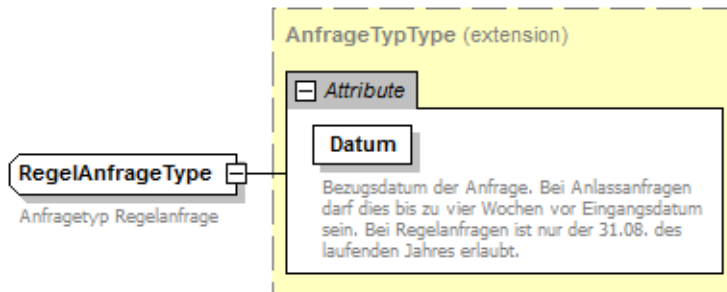 AnfrageTypType (extension)
Attribute
Datum
Bezugsdatum der Anfrage. Bei Anlassanfragen
darf dies bis zu vier Wochen vor Eingangsdatum
sein. Bei Regelanfragen ist nur der 31.08. des
laufenden Jahres erlaubt.
RegelAnfrageType
Anfragetyp Regelanfrage